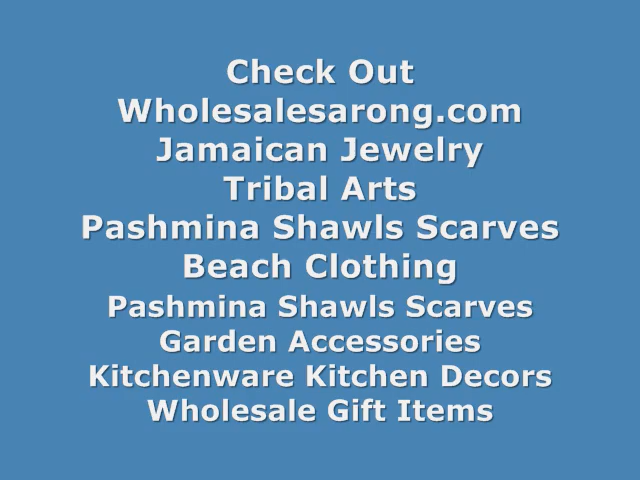 Check Out
Wholesalesarong.com
Jamaican Jewelry
Tribal Arts
Pashmina Shawls Scarves
Beach Clothing
Pashmina Shawls Scarves
Garden Accessories
Kitchenware Kitchen Decors
Wholesale Gift Items